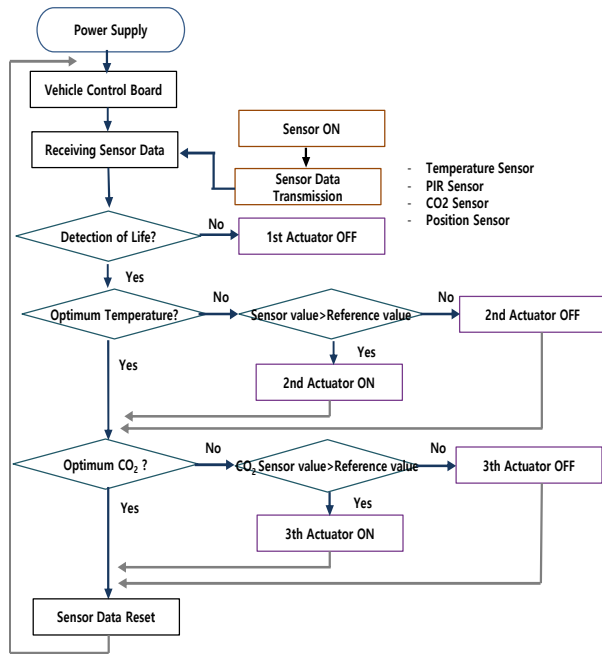 Power Supply
Vehicle Control Board
Sensor ON
Receiving Sensor Data
Sensor Data
Transmission
- Temperature Sensor
- PIR Sensor
- CO2 Sensor
- Position Sensor
Detection of Life?
No
1st Actuator OFF
Yes
Optimum Temperature?
No
Sensor value>Reference value
No
2nd Actuator OFF
Yes
Yes
2nd Actuator ON
Optimum CO₂ ?
No
CO₂ Sensor value>Reference value
No
3th Actuator OFF
Yes
Yes
3th Actuator ON
Sensor Data Reset